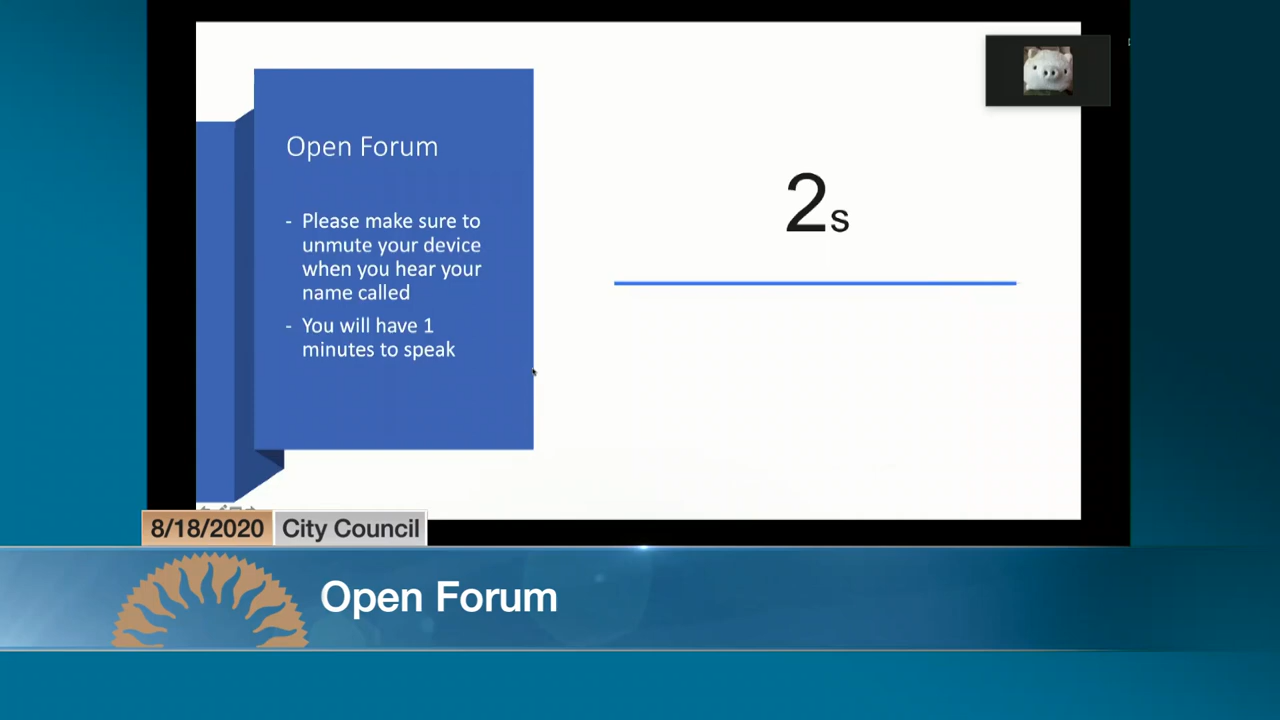 Open Forum
- Please make sure to
unmute your device
when you hear your
name called
- You will have 1
minutes to speak
2s
8/18/2020 City Council
Open Forum